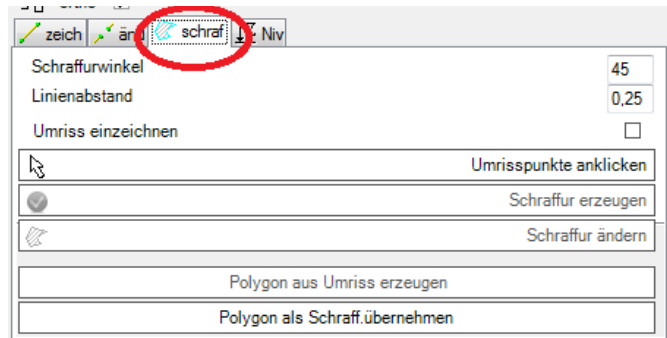 zeich änd schraf Niv
Schraffurwinkel 45
Linienabstand 0,25
Umriss einzeichnen
Umrisspunkte anklicken
Schraffur erzeugen
Schraffur ändern
Polygon aus Umriss erzeugen
Polygon als Schraff.übernehmen